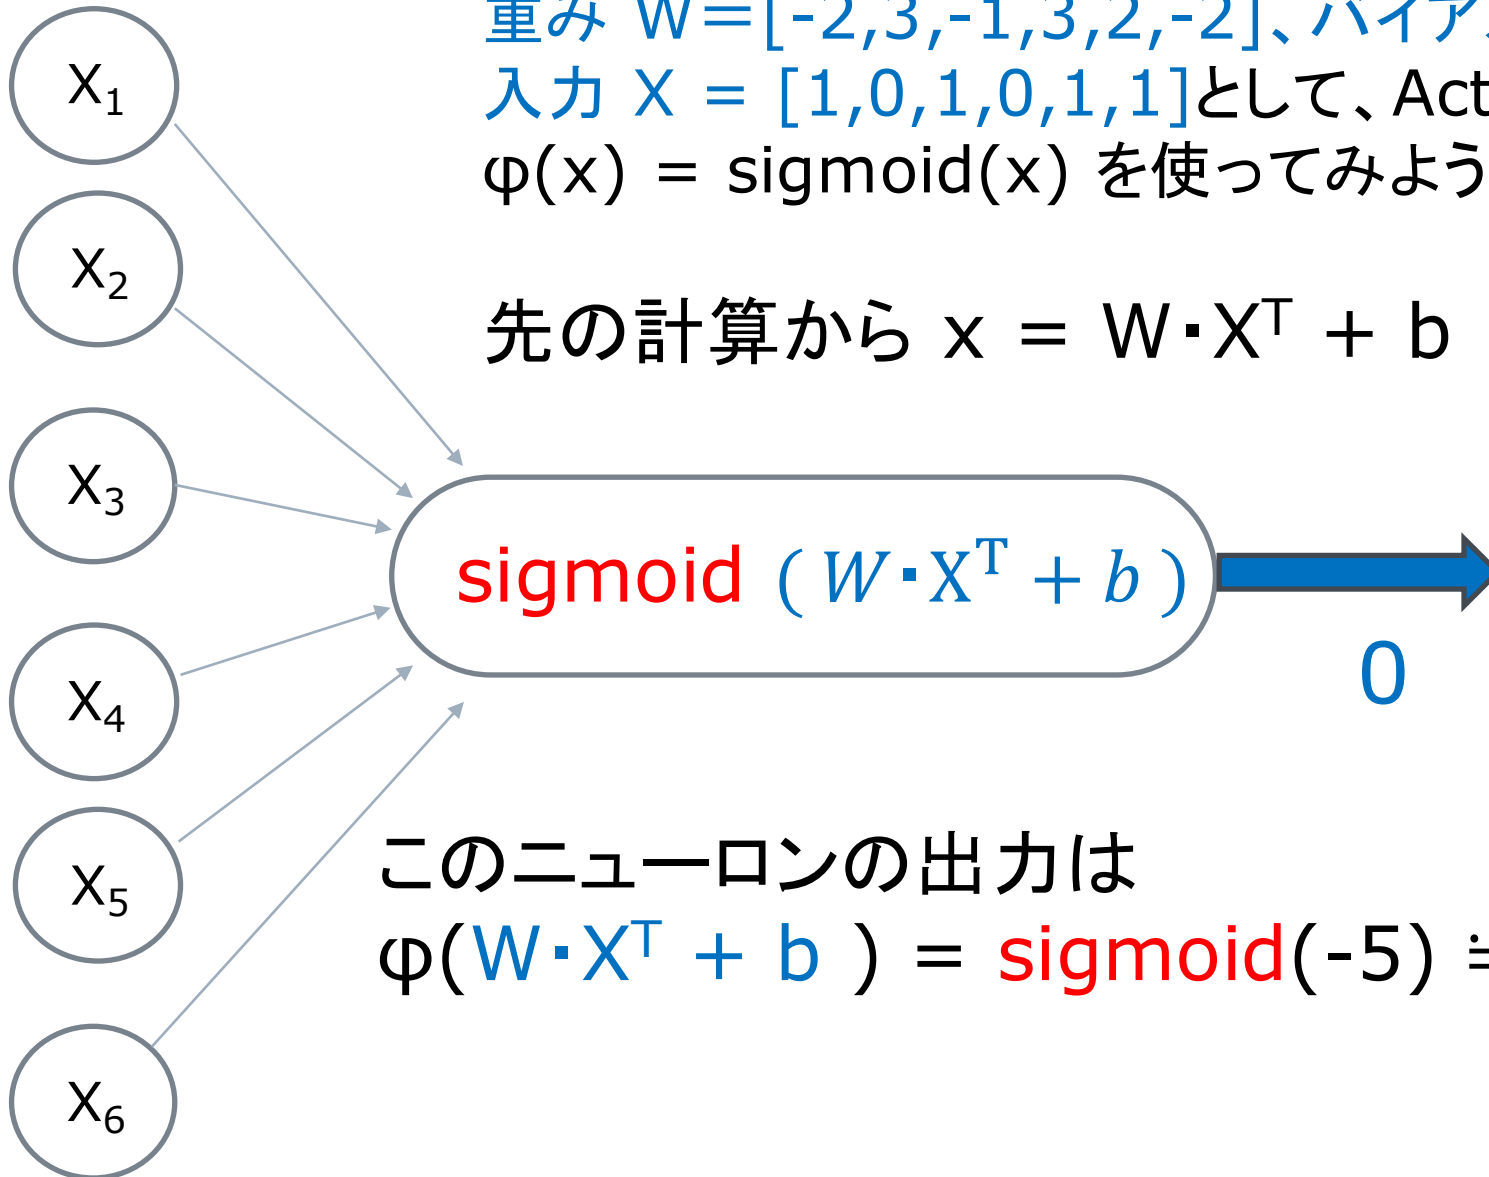 重み W=[-2,3,-1,3,2,-2]、バイア
入力 X = [1,0,1,0,1,1]として、Act
φ(x) = sigmoid(x) を使ってみよう
先の計算から x = W・Xᵀ + b
X₁
X₂
X₃
X₄
X₅
X₆
sigmoid ( W・Xᵀ + b )
0
このニューロンの出力は
φ(W・Xᵀ + b ) = sigmoid(-5) ≒